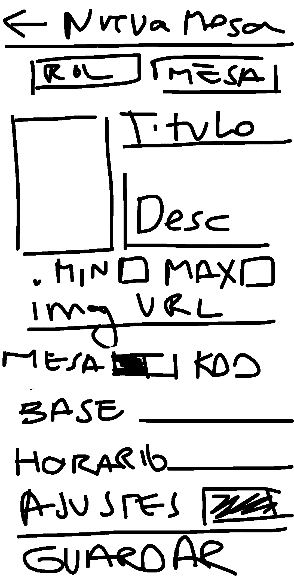 ← Nueva Mesa
ROL MESA
Titulo
Desc
. MIN MAX
img URL
MESA KDD
BASE
HORARIO
AJUSTES
GUARDAR